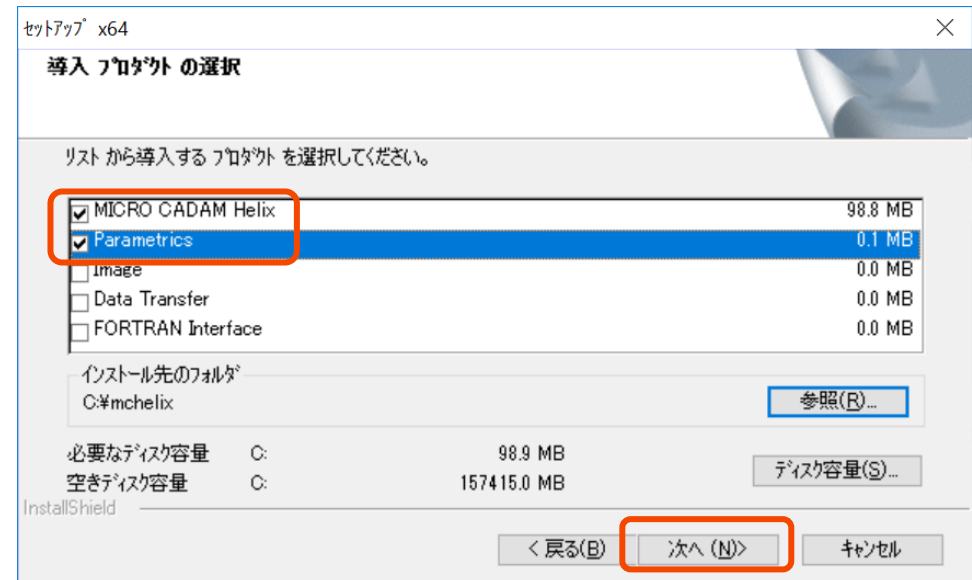 セットアップ x64
導入 プロダクト の選択
リスト から導入する プロダクト を選択してください。
MICRO CADAM Helix 98.8 MB
Parametrics 0.1 MB
Image 0.0 MB
Data Transfer 0.0 MB
FORTRAN Interface 0.0 MB
インストール先のフォルダ
C:¥mchelix
参照(R)...
必要なディスク容量 C: 98.9 MB
空きディスク容量 C: 157415.0 MB
ディスク容量(S)...
InstallShield
< 戻る(B) 次へ (N)> キャンセル